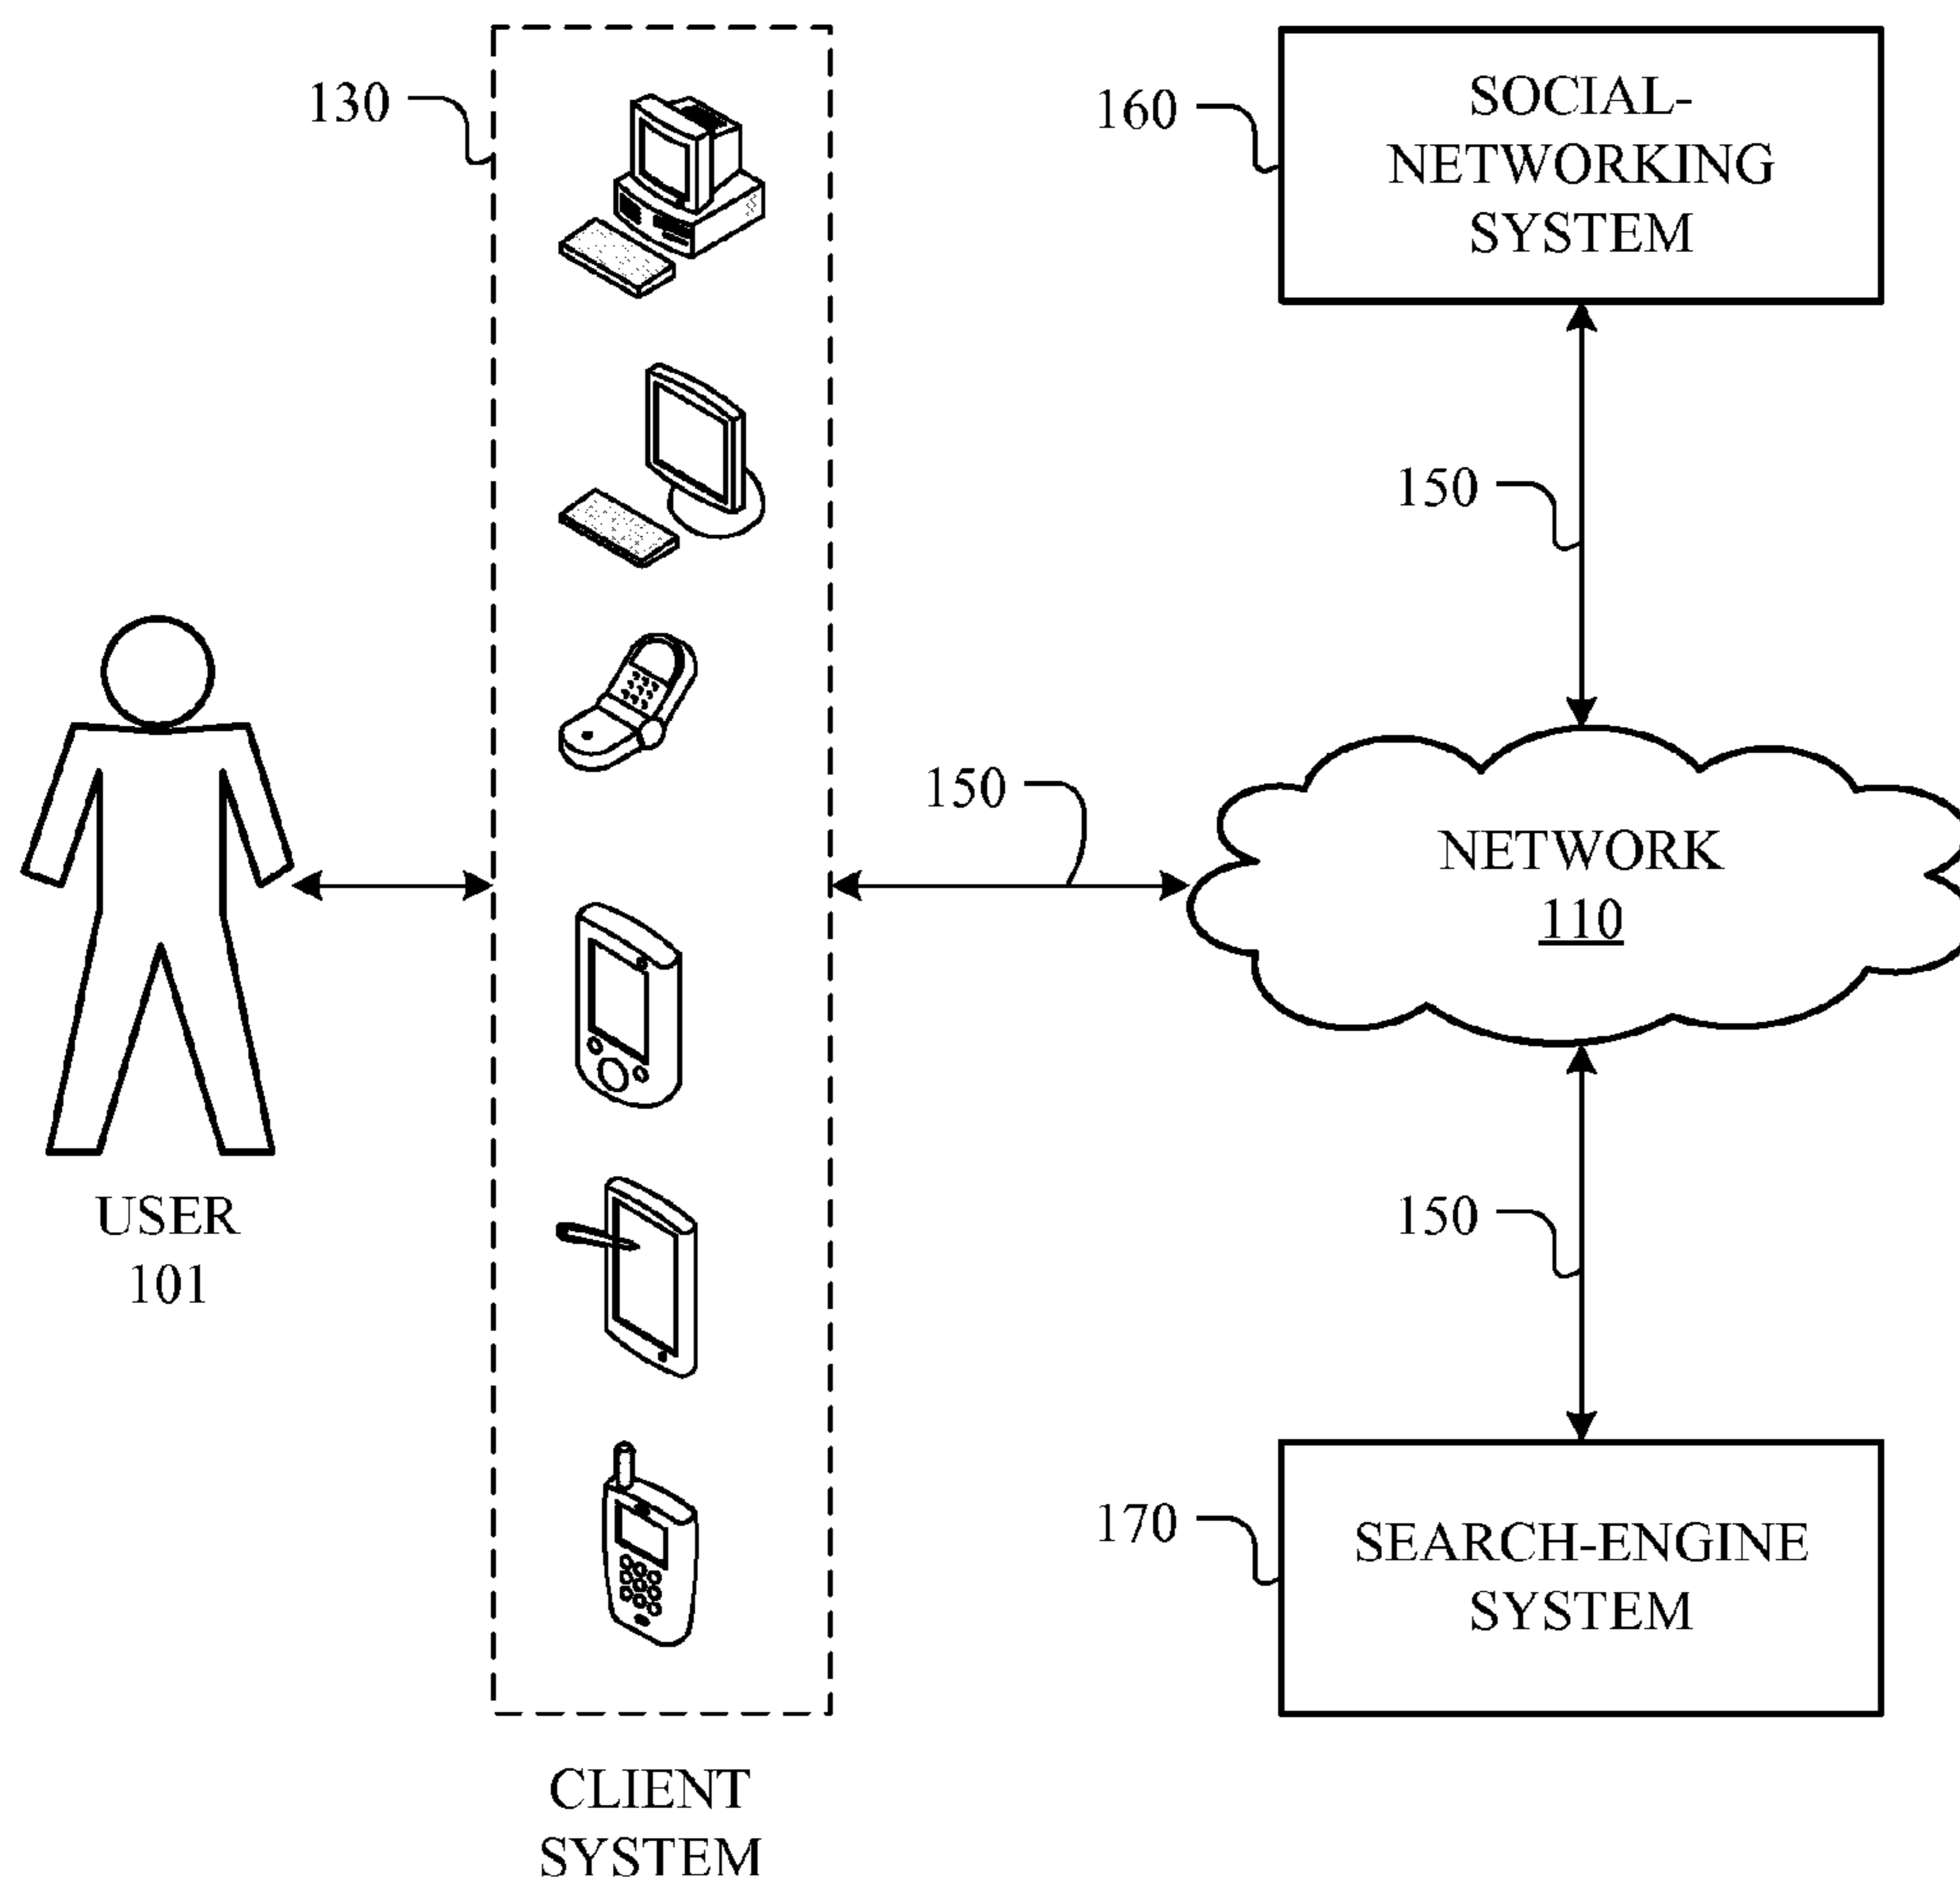 130
160
SOCIAL-
NETWORKING
SYSTEM
150
150
NETWORK
110
USER
101
150
170
SEARCH-ENGINE
SYSTEM
CLIENT
SYSTEM